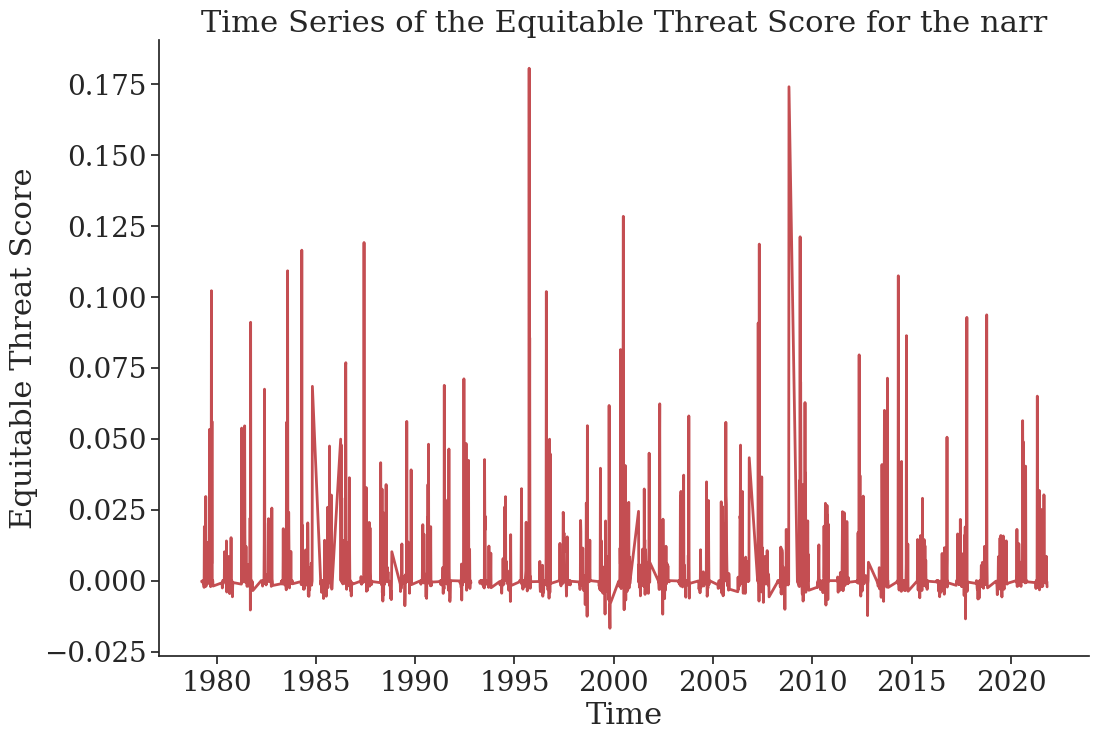 Time Series of the Equitable Threat Score for the narr
Equitable Threat Score
0.175
0.150
0.125
0.100
0.075
0.050
0.025
0.000
−0.025
1980 1985 1990 1995 2000 2005 2010 2015 2020
Time